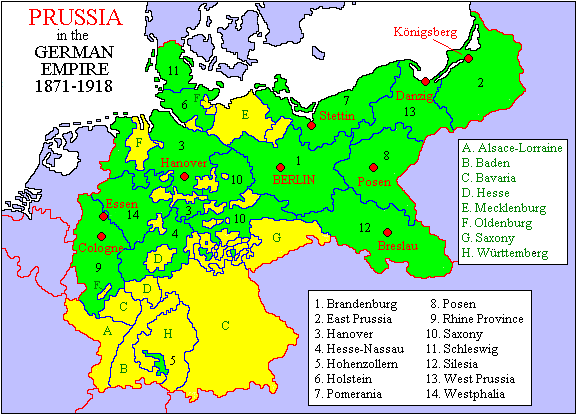 PRUSSIA
in the
GERMAN
EMPIRE
1871-1918
Königsberg
11
2
Danzig
7
6
F
E
Stettin
13
3
F
A. Alsace-Lorraine
B. Baden
C. Bavaria
D. Hesse
E. Mecklenburg
F. Oldenburg
G. Saxony
H. Württemberg
Hanover
1
BERLIN
8
Posen
10
Essen
14
3
10
4
Cologne
G
12
Breslau
9
D
F
D
C
A
H
C
B
5
1. Brandenburg
2. East Prussia
3. Hanover
4. Hesse-Nassau
5. Hohenzollern
6. Holstein
7. Pomerania
8. Posen
9. Rhine Province
10. Saxony
11. Schleswig
12. Silesia
13. West Prussia
14. Westphalia